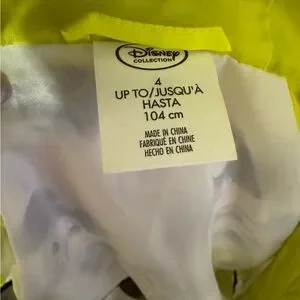 Disney
COLLECTION
4
UP TO/JUSQU'À
HASTA
104 cm
MADE IN CHINA
FABRIQUÉ EN CHINE
HECHO EN CHINA